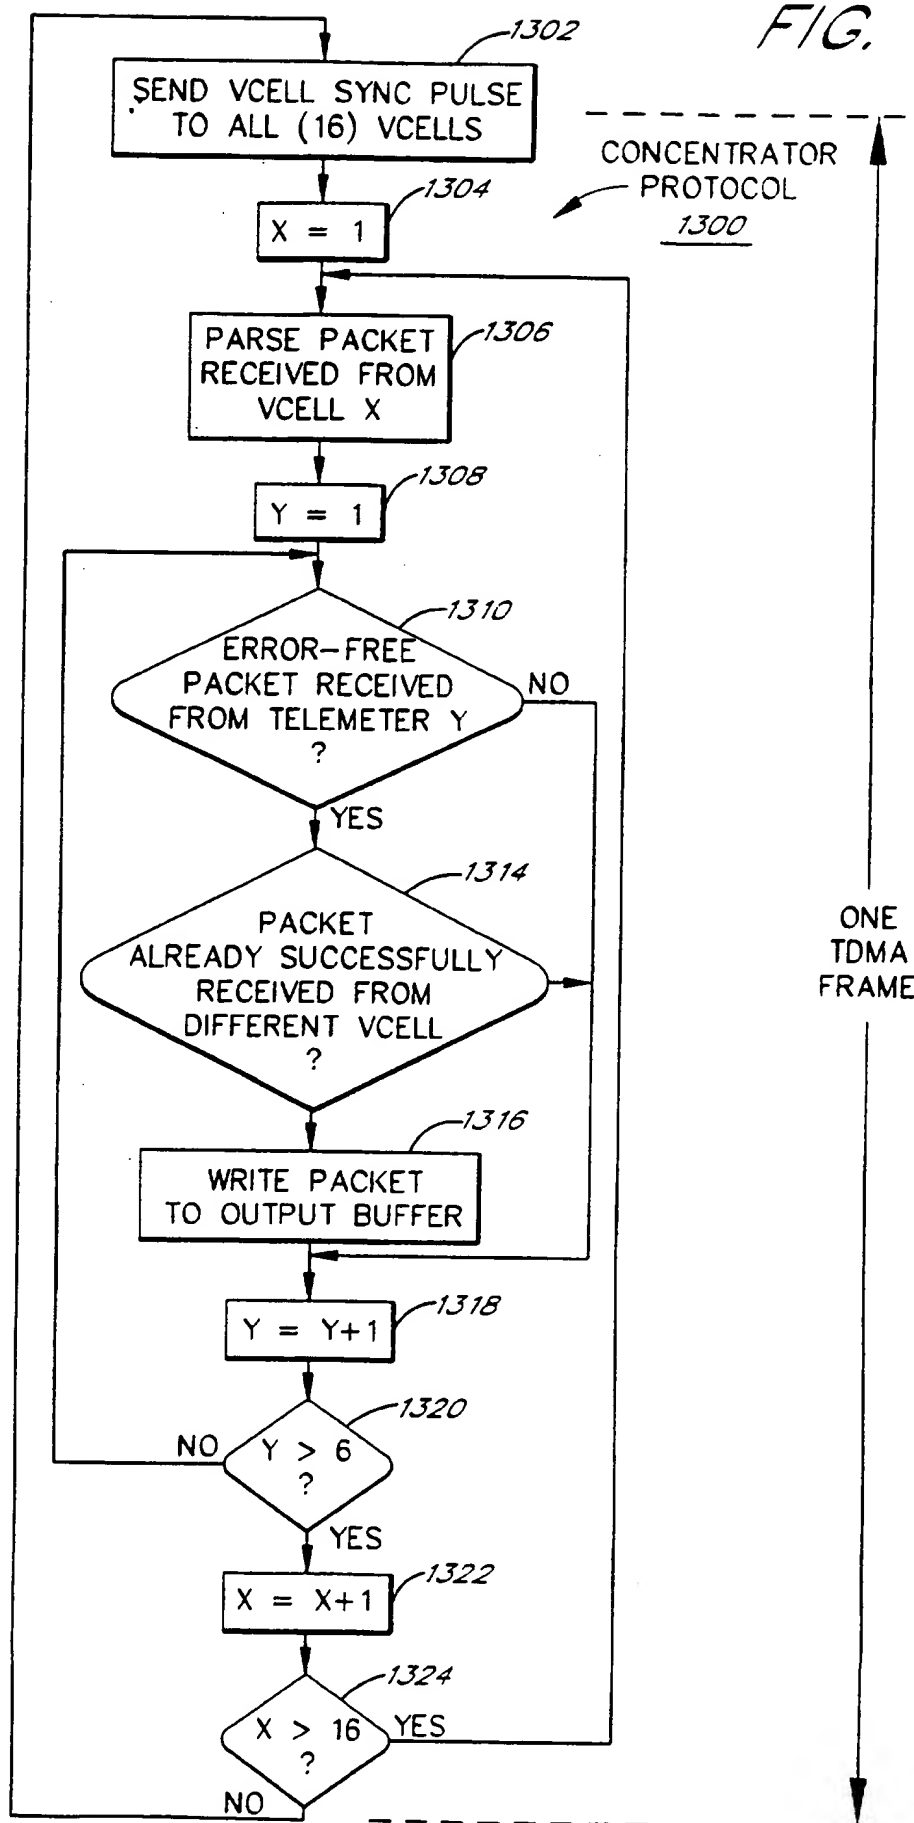 FIG.
1302
SEND VCELL SYNC PULSE
TO ALL (16) VCELLS
CONCENTRATOR
PROTOCOL
1300
1304
X = 1
1306
PARSE PACKET
RECEIVED FROM
VCELL X
1308
Y = 1
1310
ERROR-FREE
PACKET RECEIVED
FROM TELEMETER Y
?
NO
YES
1314
PACKET
ALREADY SUCCESSFULLY
RECEIVED FROM
DIFFERENT VCELL
?
ONE
TDMA
FRAME
1316
WRITE PACKET
TO OUTPUT BUFFER
1318
Y = Y+1
1320
NO
Y > 6
?
YES
1322
X = X+1
1324
X > 16
?
YES
NO